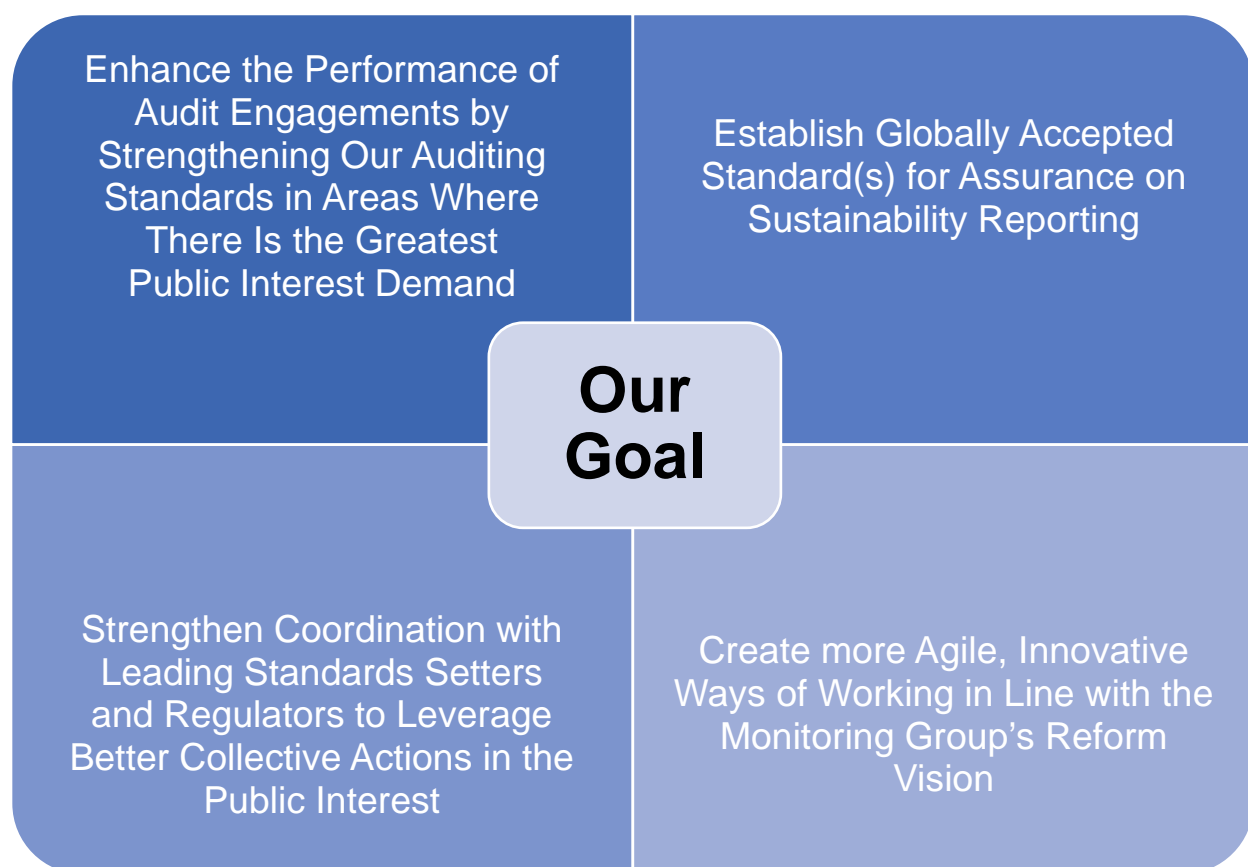 Enhance the Performance of
Audit Engagements by
Strengthening Our Auditing
Standards in Areas Where
There Is the Greatest
Public Interest Demand
Establish Globally Accepted
Standard(s) for Assurance on
Sustainability Reporting
Our
Goal
Strengthen Coordination with
Leading Standards Setters
and Regulators to Leverage
Better Collective Actions in the
Public Interest
Create more Agile, Innovative
Ways of Working in Line with the
Monitoring Group’s Reform
Vision